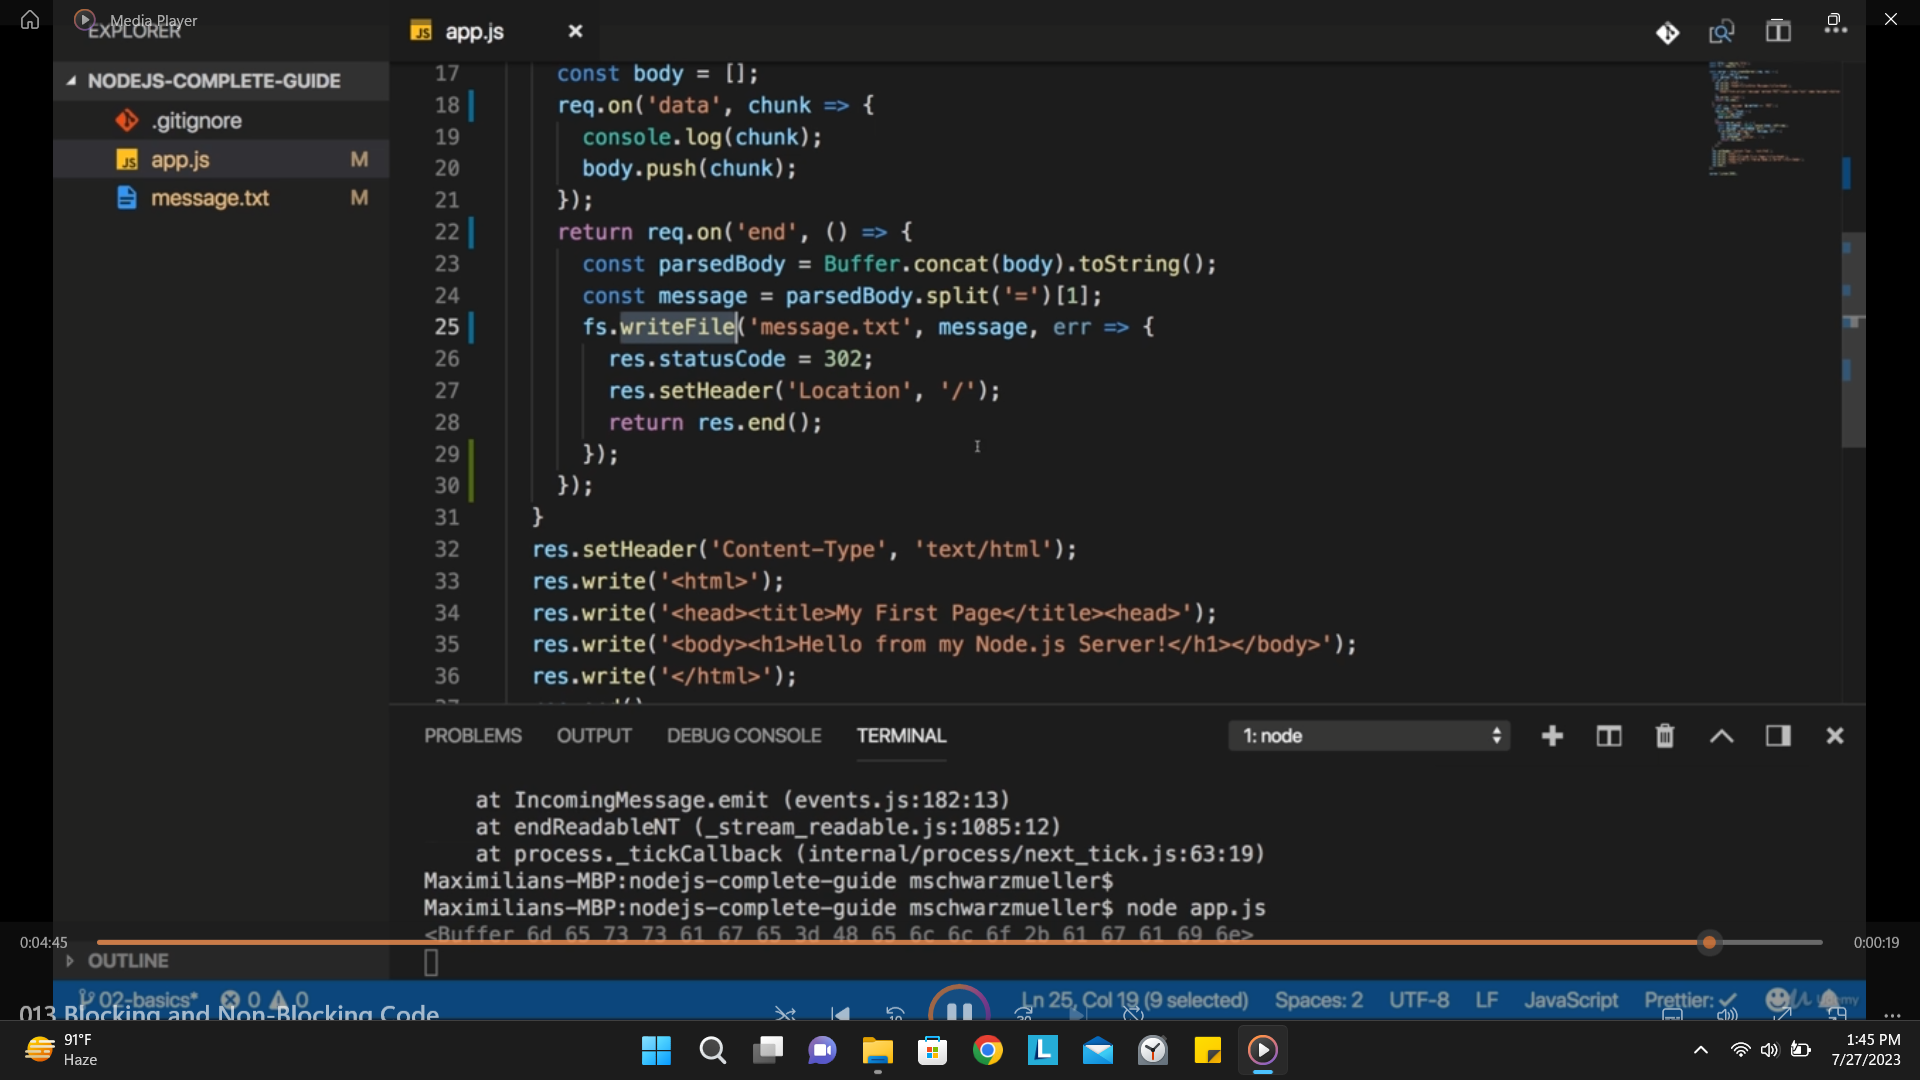 Media Player
EXPLORER
app.js
NODEJS-COMPLETE-GUIDE
.gitignore
app.js M
message.txt M
17 const body = [];
18 req.on('data', chunk => {
19 console.log(chunk);
20 body.push(chunk);
21 });
22 return req.on('end', () => {
23 const parsedBody = Buffer.concat(body).toString();
24 const message = parsedBody.split('=')[1];
25 fs.writeFile('message.txt', message, err => {
26 res.statusCode = 302;
27 res.setHeader('Location', '/');
28 return res.end();
29 });
30 });
31 }
32 res.setHeader('Content-Type', 'text/html');
33 res.write('<html>');
34 res.write('<head><title>My First Page</title><head>');
35 res.write('<body><h1>Hello from my Node.js Server!</h1></body>');
36 res.write('</html>');
PROBLEMS OUTPUT DEBUG CONSOLE TERMINAL 1: node
at IncomingMessage.emit (events.js:182:13)
at endReadableNT (_stream_readable.js:1085:12)
at process._tickCallback (internal/process/next_tick.js:63:19)
Maximilians-MBP:nodejs-complete-guide mschwarzmueller$
Maximilians-MBP:nodejs-complete-guide mschwarzmueller$ node app.js
<Buffer 6d 65 73 73 61 67 65 3d 48 65 6c 6c 6f 2b 61 67 61 69 6e>
0:04:45 0:00:19
OUTLINE
02-basics* 0 0 Ln 25, Col 19 (9 selected) Spaces: 2 UTF-8 LF JavaScript Prettier: ✓
013 Blocking and Non-Blocking Code
10 30
91°F
Haze
1:45 PM
7/27/2023